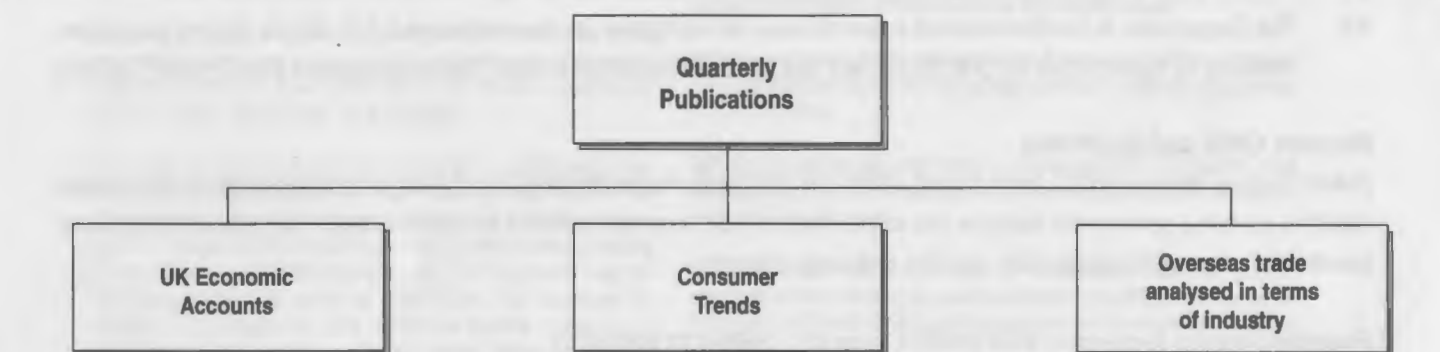 Quarterly
Publications
UK Economic
Accounts
Consumer
Trends
Overseas trade
analysed in terms
of industry